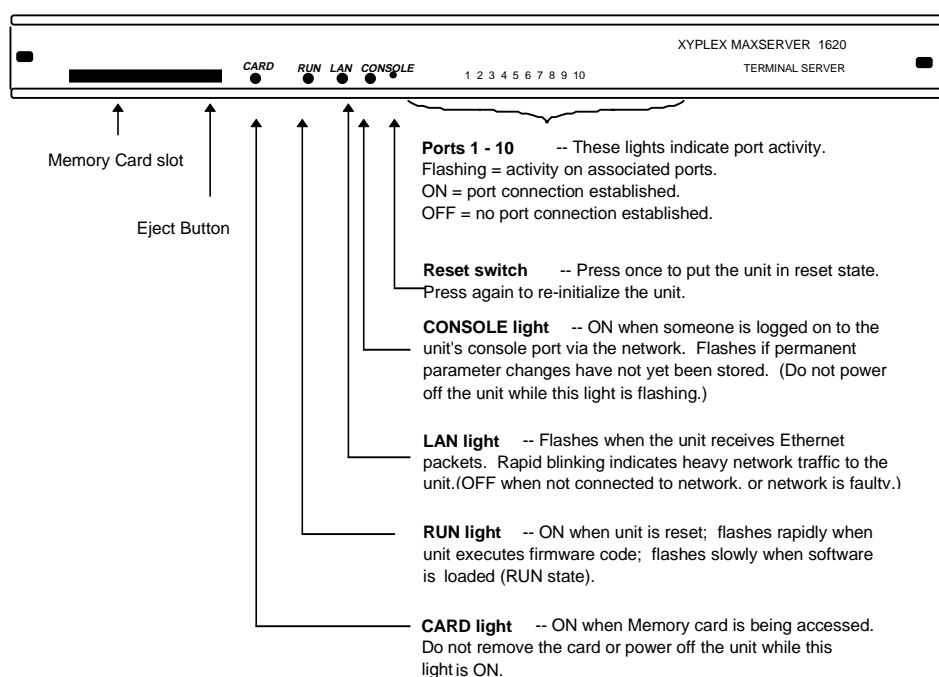 XYPLEX MAXSERVER 1620
TERMINAL SERVER
CARD RUN LAN CONSOLE
1 2 3 4 5 6 7 8 9 10
Memory Card slot
Eject Button
Ports 1 - 10 -- These lights indicate port activity.
Flashing = activity on associated ports.
ON = port connection established.
OFF = no port connection established.
Reset switch -- Press once to put the unit in reset state.
Press again to re-initialize the unit.
CONSOLE light -- ON when someone is logged on to the
unit's console port via the network. Flashes if permanent
parameter changes have not yet been stored. (Do not power
off the unit while this light is flashing.)
LAN light -- Flashes when the unit receives Ethernet
packets. Rapid blinking indicates heavy network traffic to the
unit.(OFF when not connected to network, or network is faulty.)
RUN light -- ON when unit is reset; flashes rapidly when
unit executes firmware code; flashes slowly when software
is loaded (RUN state).
CARD light -- ON when Memory card is being accessed.
Do not remove the card or power off the unit while this
light is ON.